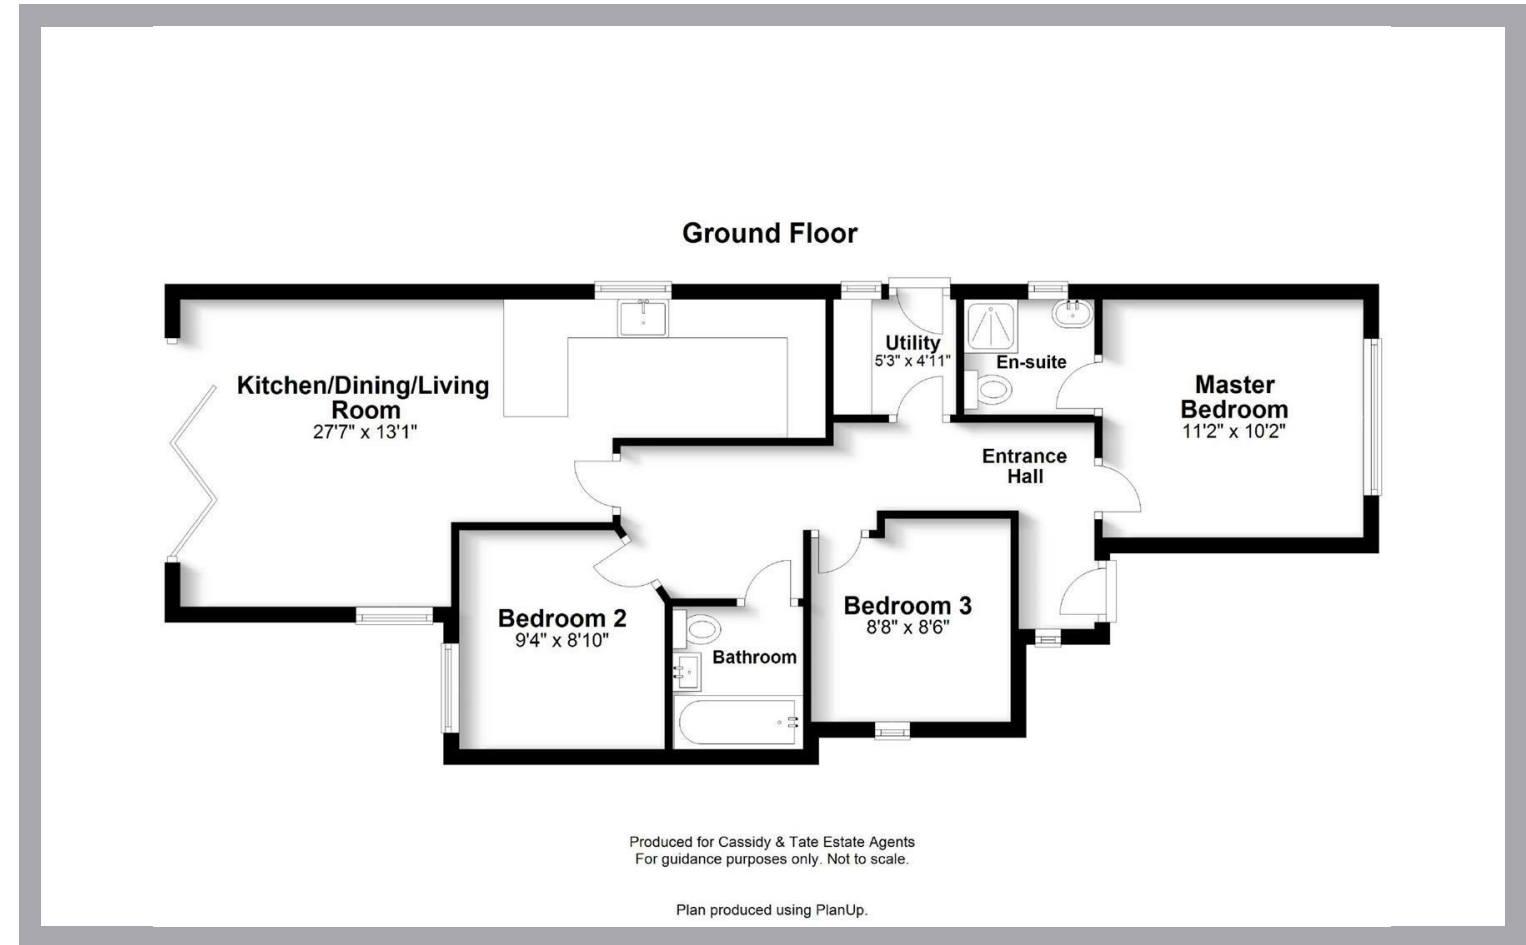 Ground Floor
Kitchen/Dining/Living
Room
27'7" x 13'1"
Utility
5'3" x 4'11"
En-suite
Master
Bedroom
11'2" x 10'2"
Entrance
Hall
Bedroom 2
9'4" x 8'10"
Bathroom
Bedroom 3
8'8" x 8'6"
Produced for Cassidy & Tate Estate Agents
For guidance purposes only. Not to scale.
Plan produced using PlanUp.